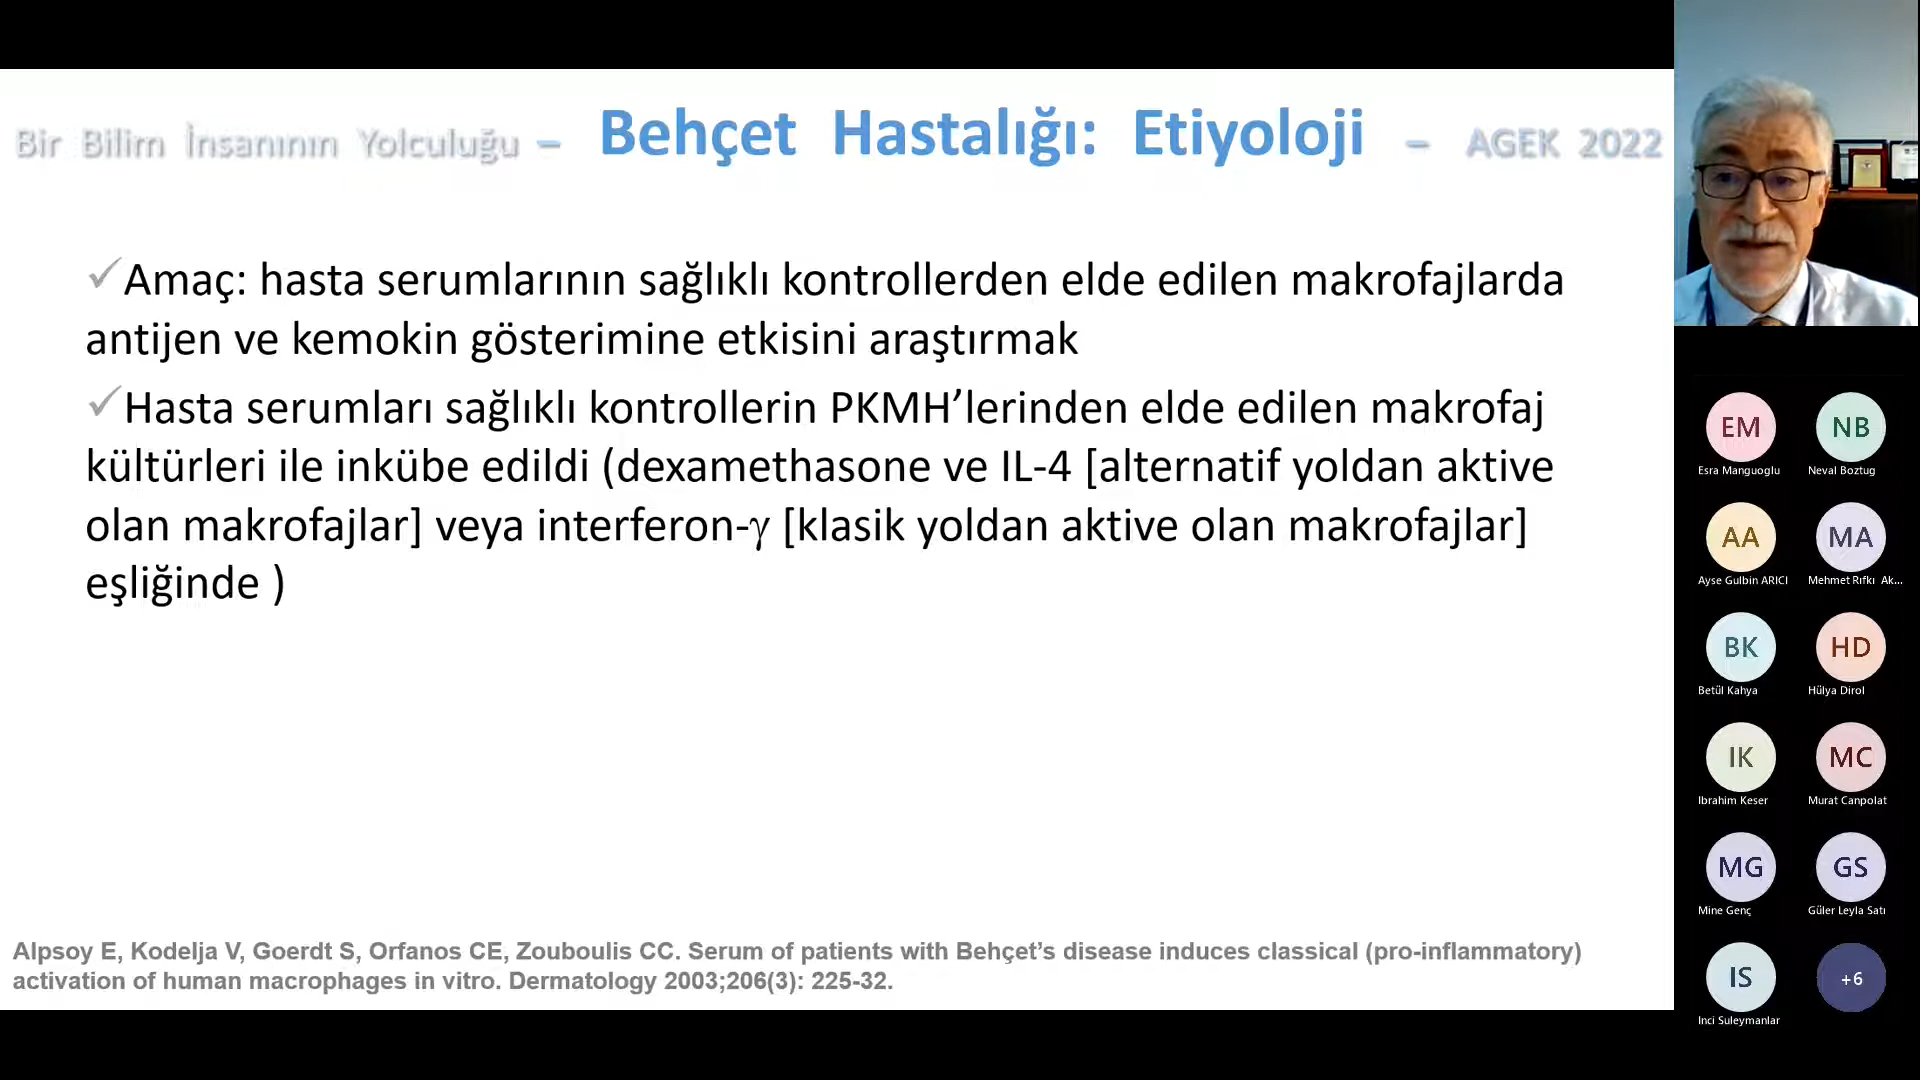 Bir Bilim İnsanının Yolculuğu – Behçet Hastalığı: Etiyoloji – AGEK 2022
✓Amaç: hasta serumlarının sağlıklı kontrollerden elde edilen makrofajlarda
antijen ve kemokin gösterimine etkisini araştırmak
✓Hasta serumları sağlıklı kontrollerin PKMH’lerinden elde edilen makrofaj
kültürleri ile inkübe edildi (dexamethasone ve IL-4 [alternatif yoldan aktive
olan makrofajlar] veya interferon-γ [klasik yoldan aktive olan makrofajlar]
eşliğinde )
Alpsoy E, Kodelja V, Goerdt S, Orfanos CE, Zouboulis CC. Serum of patients with Behçet’s disease induces classical (pro-inflammatory)
activation of human macrophages in vitro. Dermatology 2003;206(3): 225-32.
EM NB
Esra Manguoglu Neval Boztug
AA MA
Ayse Gulbin ARICI Mehmet Rıfkı Ak...
BK HD
Betül Kahya Hülya Dirol
IK MC
Ibrahim Keser Murat Canpolat
MG GS
Mine Genç Güler Leyla Satı
IS +6
Inci Suleymanlar